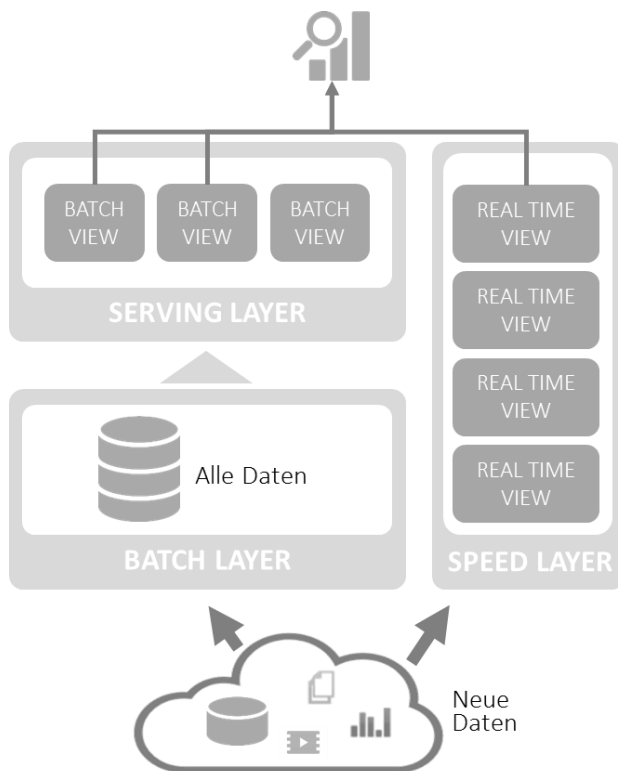 BATCH
VIEW
BATCH
VIEW
BATCH
VIEW
SERVING LAYER
Alle Daten
BATCH LAYER
REAL TIME
VIEW
REAL TIME
VIEW
REAL TIME
VIEW
REAL TIME
VIEW
SPEED LAYER
Neue
Daten